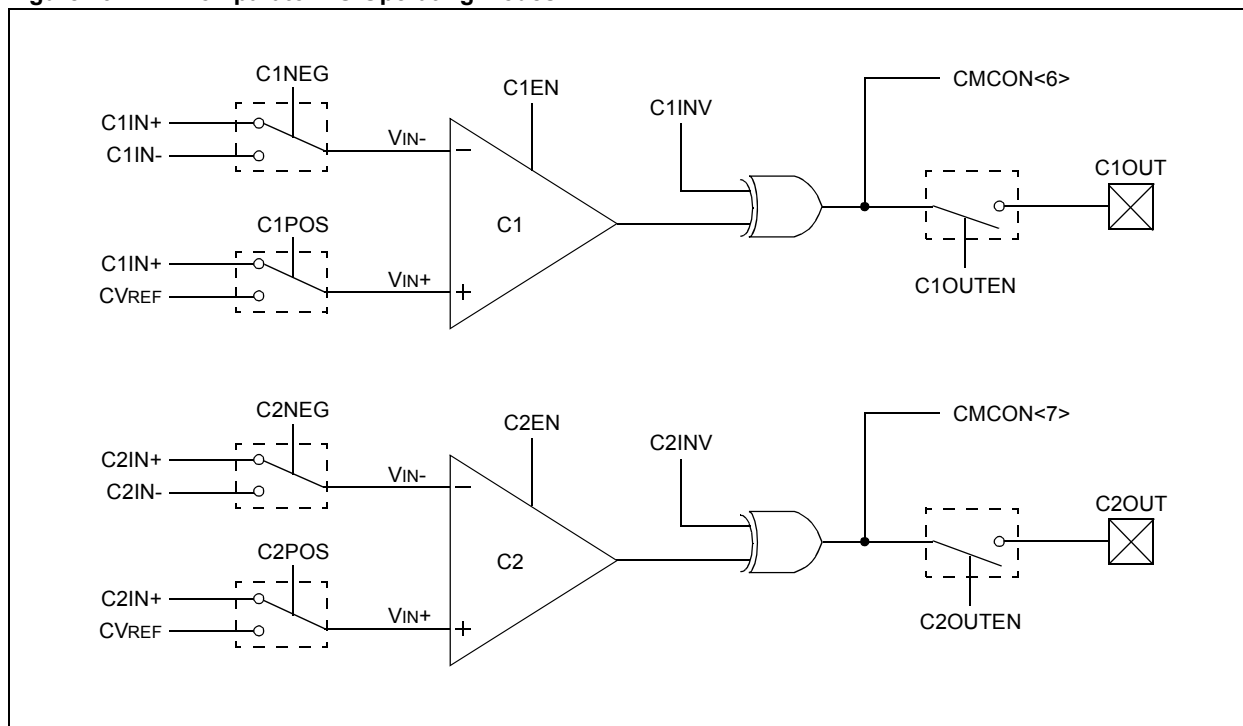 C1NEG
C1EN
CMCON<6>
C1IN+
C1INV
C1IN-
VIN-
–
C1OUT
C1
C1POS
C1IN+
VIN+
+
C1OUTEN
CVREF
C2NEG
C2EN
CMCON<7>
C2IN+
C2INV
C2IN-
VIN-
–
C2OUT
C2
C2POS
C2IN+
VIN+
+
C2OUTEN
CVREF